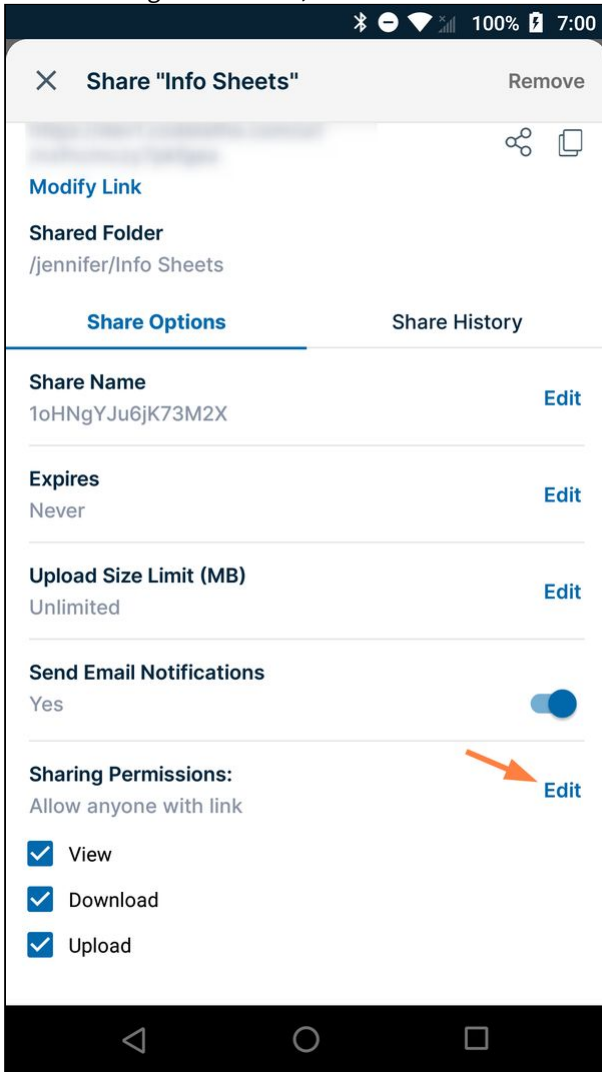 100% 7:00
Share "Info Sheets" Remove
Modify Link
Shared Folder
/jennifer/Info Sheets
Share Options Share History
Share Name
1oHNgYJu6jK73M2X Edit
Expires
Never Edit
Upload Size Limit (MB)
Unlimited Edit
Send Email Notifications
Yes
Sharing Permissions:
Allow anyone with link Edit
View
Download
Upload